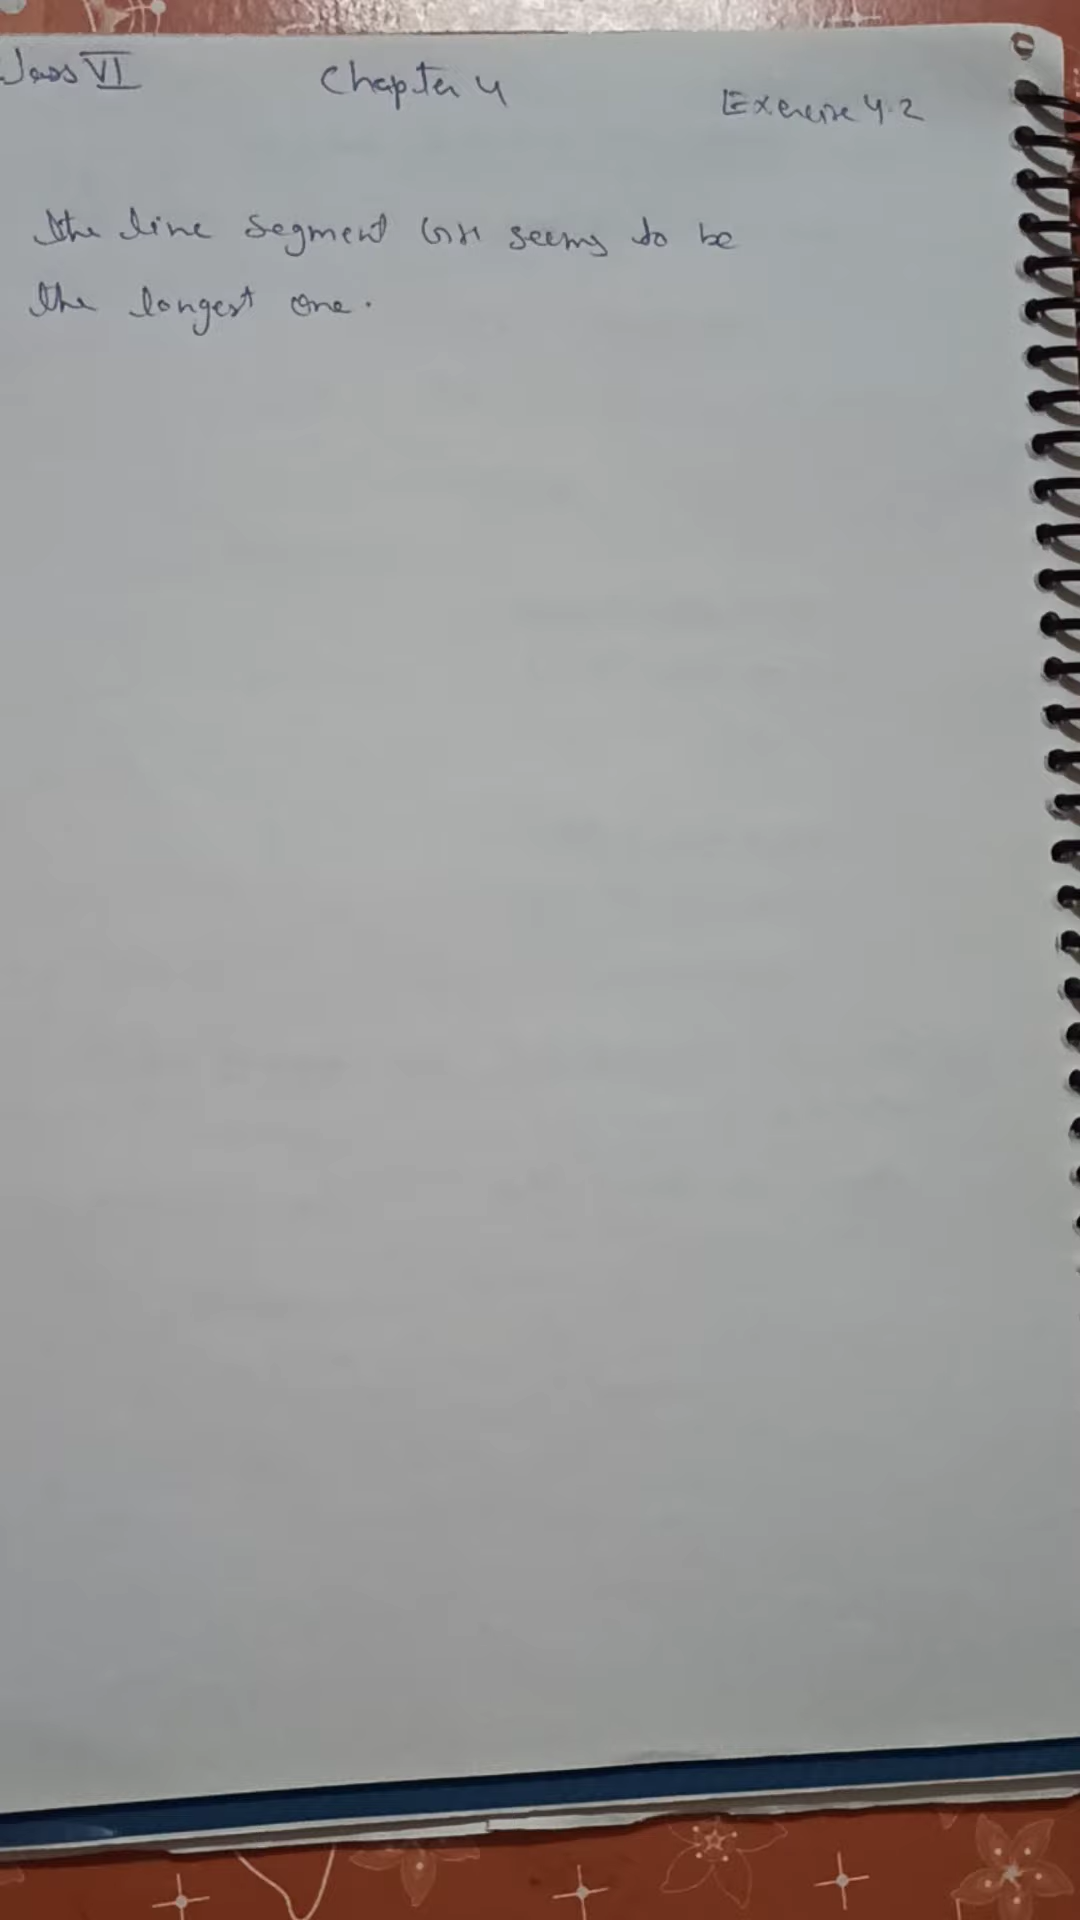 Class VI Chapter 4 Exercise 4.2
The line segment GH seems to be
the longest one.